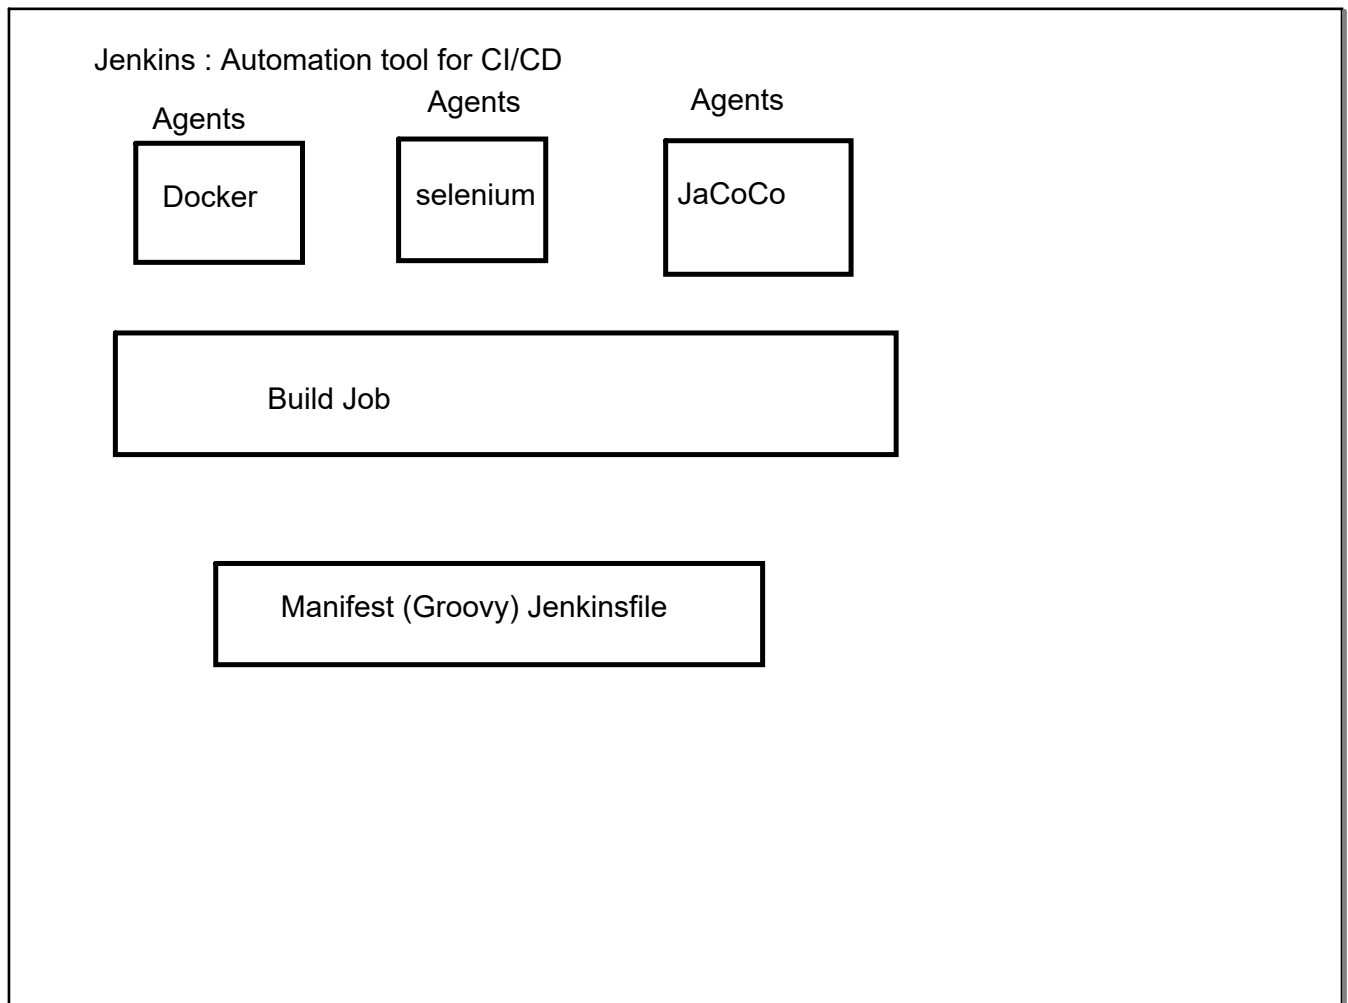 Jenkins : Automation tool for CI/CD
Agents
Agents
Agents
Docker
selenium
JaCoCo
Build Job
Manifest (Groovy) Jenkinsfile